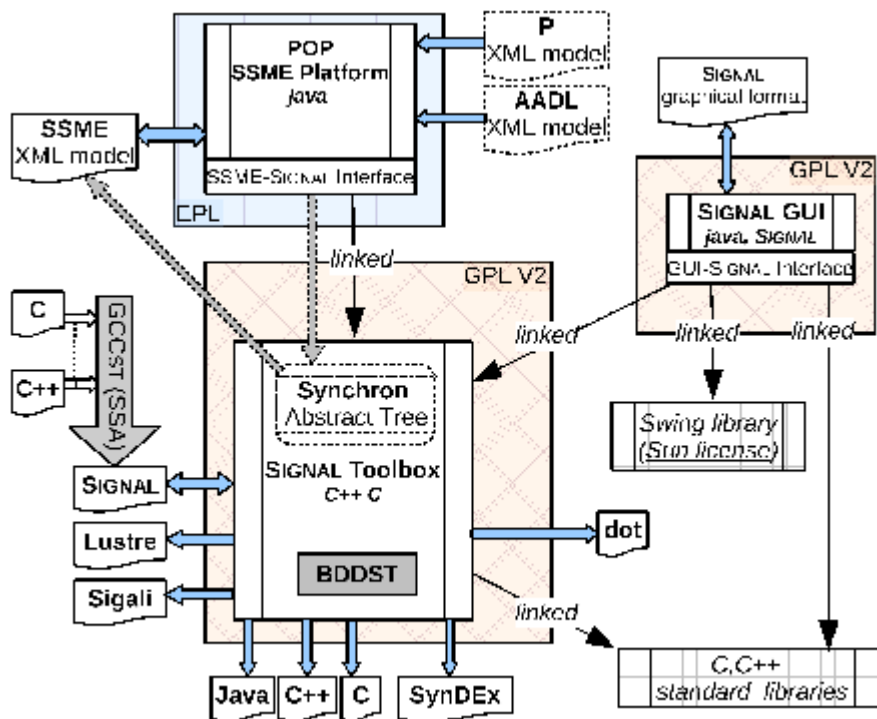 POP
SSME Platform
java
SSME-SIGNAL Interface
CPL
P
XML model
AADL
XML model
SSME
XML model
SIGNAL
graphical format
GPL V2
SIGNAL GUI
java, SIGNAL
GUI-SIGNAL Interface
linked
GPL V2
linked
linked
linked
C
C++
GCCST (SSA)
Synchron
Abstract Tree
SIGNAL Toolbox
C++ C
BDDST
Swing library
(Sun license)
SIGNAL
Lustre
Sigali
dot
linked
Java
C++
C
SynDEx
C,C++
standard libraries